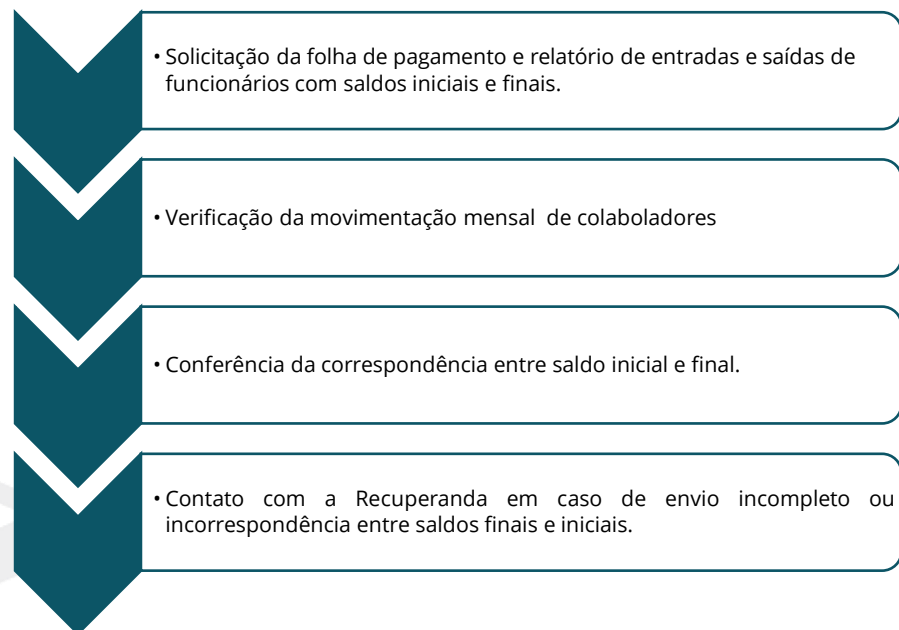 • Solicitação da folha de pagamento e relatório de entradas e saídas de
funcionários com saldos iniciais e finais.
• Verificação da movimentação mensal de colaboladores
• Conferência da correspondência entre saldo inicial e final.
• Contato com a Recuperanda em caso de envio incompleto ou
incorrespondência entre saldos finais e iniciais.